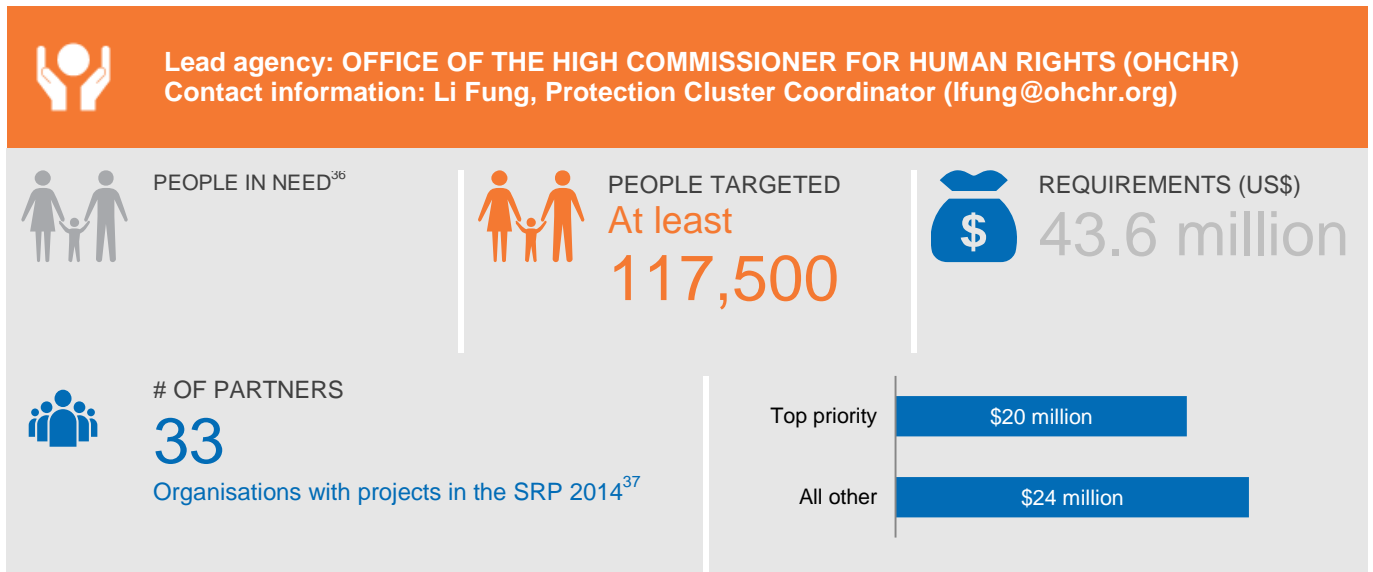 Lead agency: OFFICE OF THE HIGH COMMISSIONER FOR HUMAN RIGHTS (OHCHR)
Contact information: Li Fung, Protection Cluster Coordinator (lfung@ohchr.org)
PEOPLE IN NEED36
PEOPLE TARGETED
At least
117,500
$
REQUIREMENTS (US$)
43.6 million
# OF PARTNERS
33
Organisations with projects in the SRP 201437
Top priority $20 million
All other $24 million